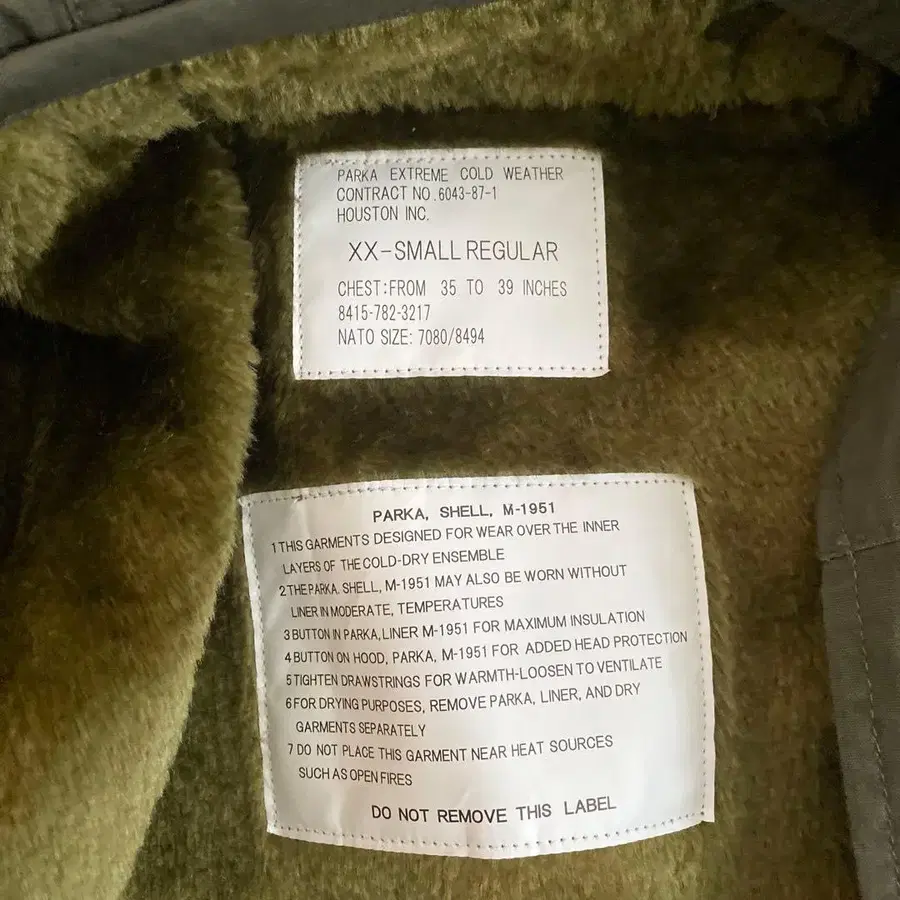 PARKA EXTREME COLD WEATHER
CONTRACT NO.6043-87-1
HOUSTON INC.
XX-SMALL REGULAR
CHEST:FROM 35 TO 39 INCHES
8415-782-3217
NATO SIZE: 7080/8494
PARKA, SHELL, M-1951
1 THIS GARMENTS DESIGNED FOR WEAR OVER THE INNER
LAYERS OF THE COLD-DRY ENSEMBLE
2 THE PARKA. SHELL, M-1951 MAY ALSO BE WORN WITHOUT
LINER IN MODERATE, TEMPERATURES
3 BUTTON IN PARKA, LINER M-1951 FOR MAXIMUM INSULATION
4 BUTTON ON HOOD, PARKA, M-1951 FOR ADDED HEAD PROTECTION
5 TIGHTEN DRAWSTRINGS FOR WARMTH-LOOSEN TO VENTILATE
6 FOR DRYING PURPOSES, REMOVE PARKA, LINER, AND DRY
GARMENTS SEPARATELY
7 DO NOT PLACE THIS GARMENT NEAR HEAT SOURCES
SUCH AS OPEN FIRES
DO NOT REMOVE THIS LABEL